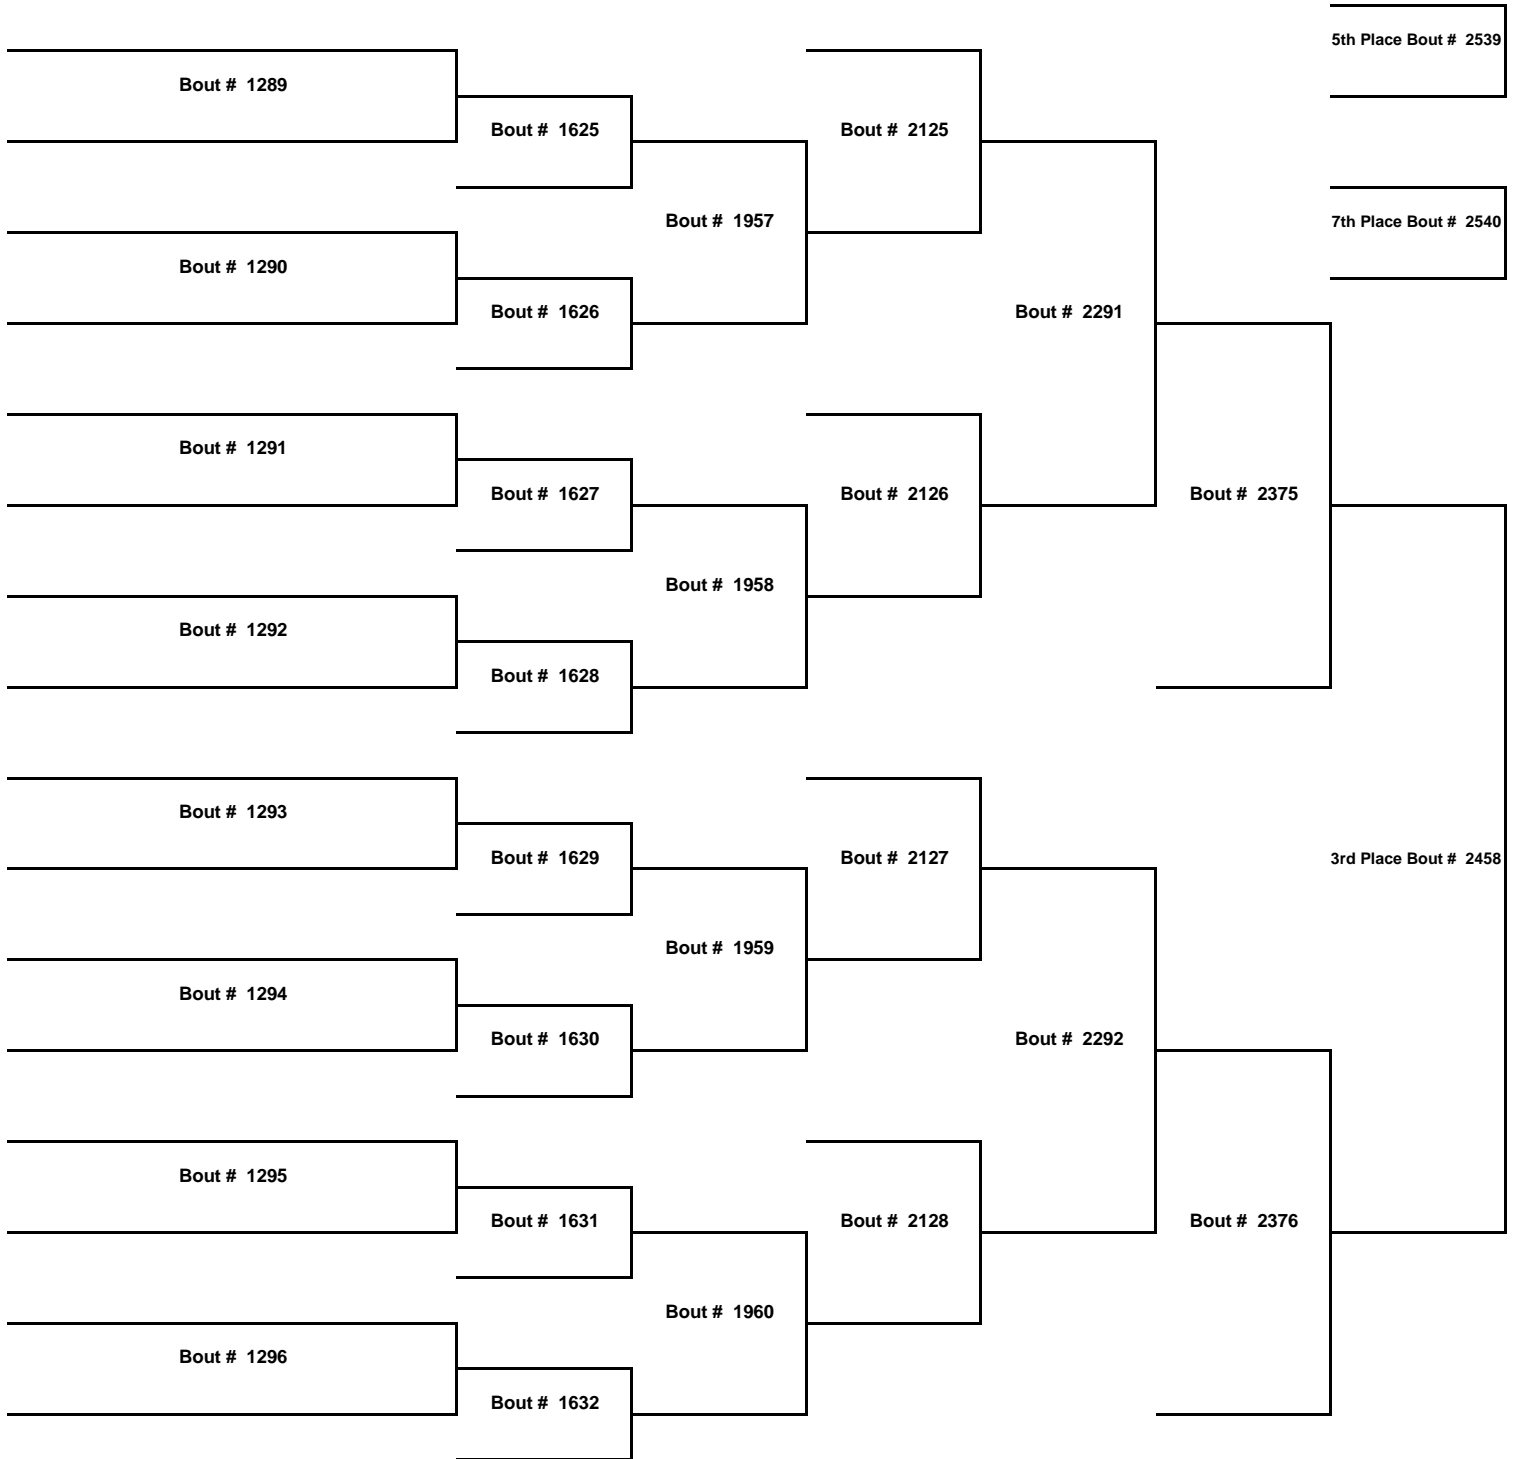 5th Place Bout # 2539
Bout # 1289
Bout # 1625
Bout # 2125
Bout # 1957
7th Place Bout # 2540
Bout # 1290
Bout # 1626
Bout # 2291
Bout # 1291
Bout # 1627
Bout # 2126
Bout # 2375
Bout # 1958
Bout # 1292
Bout # 1628
Bout # 1293
Bout # 1629
Bout # 2127
3rd Place Bout # 2458
Bout # 1959
Bout # 1294
Bout # 1630
Bout # 2292
Bout # 1295
Bout # 1631
Bout # 2128
Bout # 2376
Bout # 1960
Bout # 1296
Bout # 1632